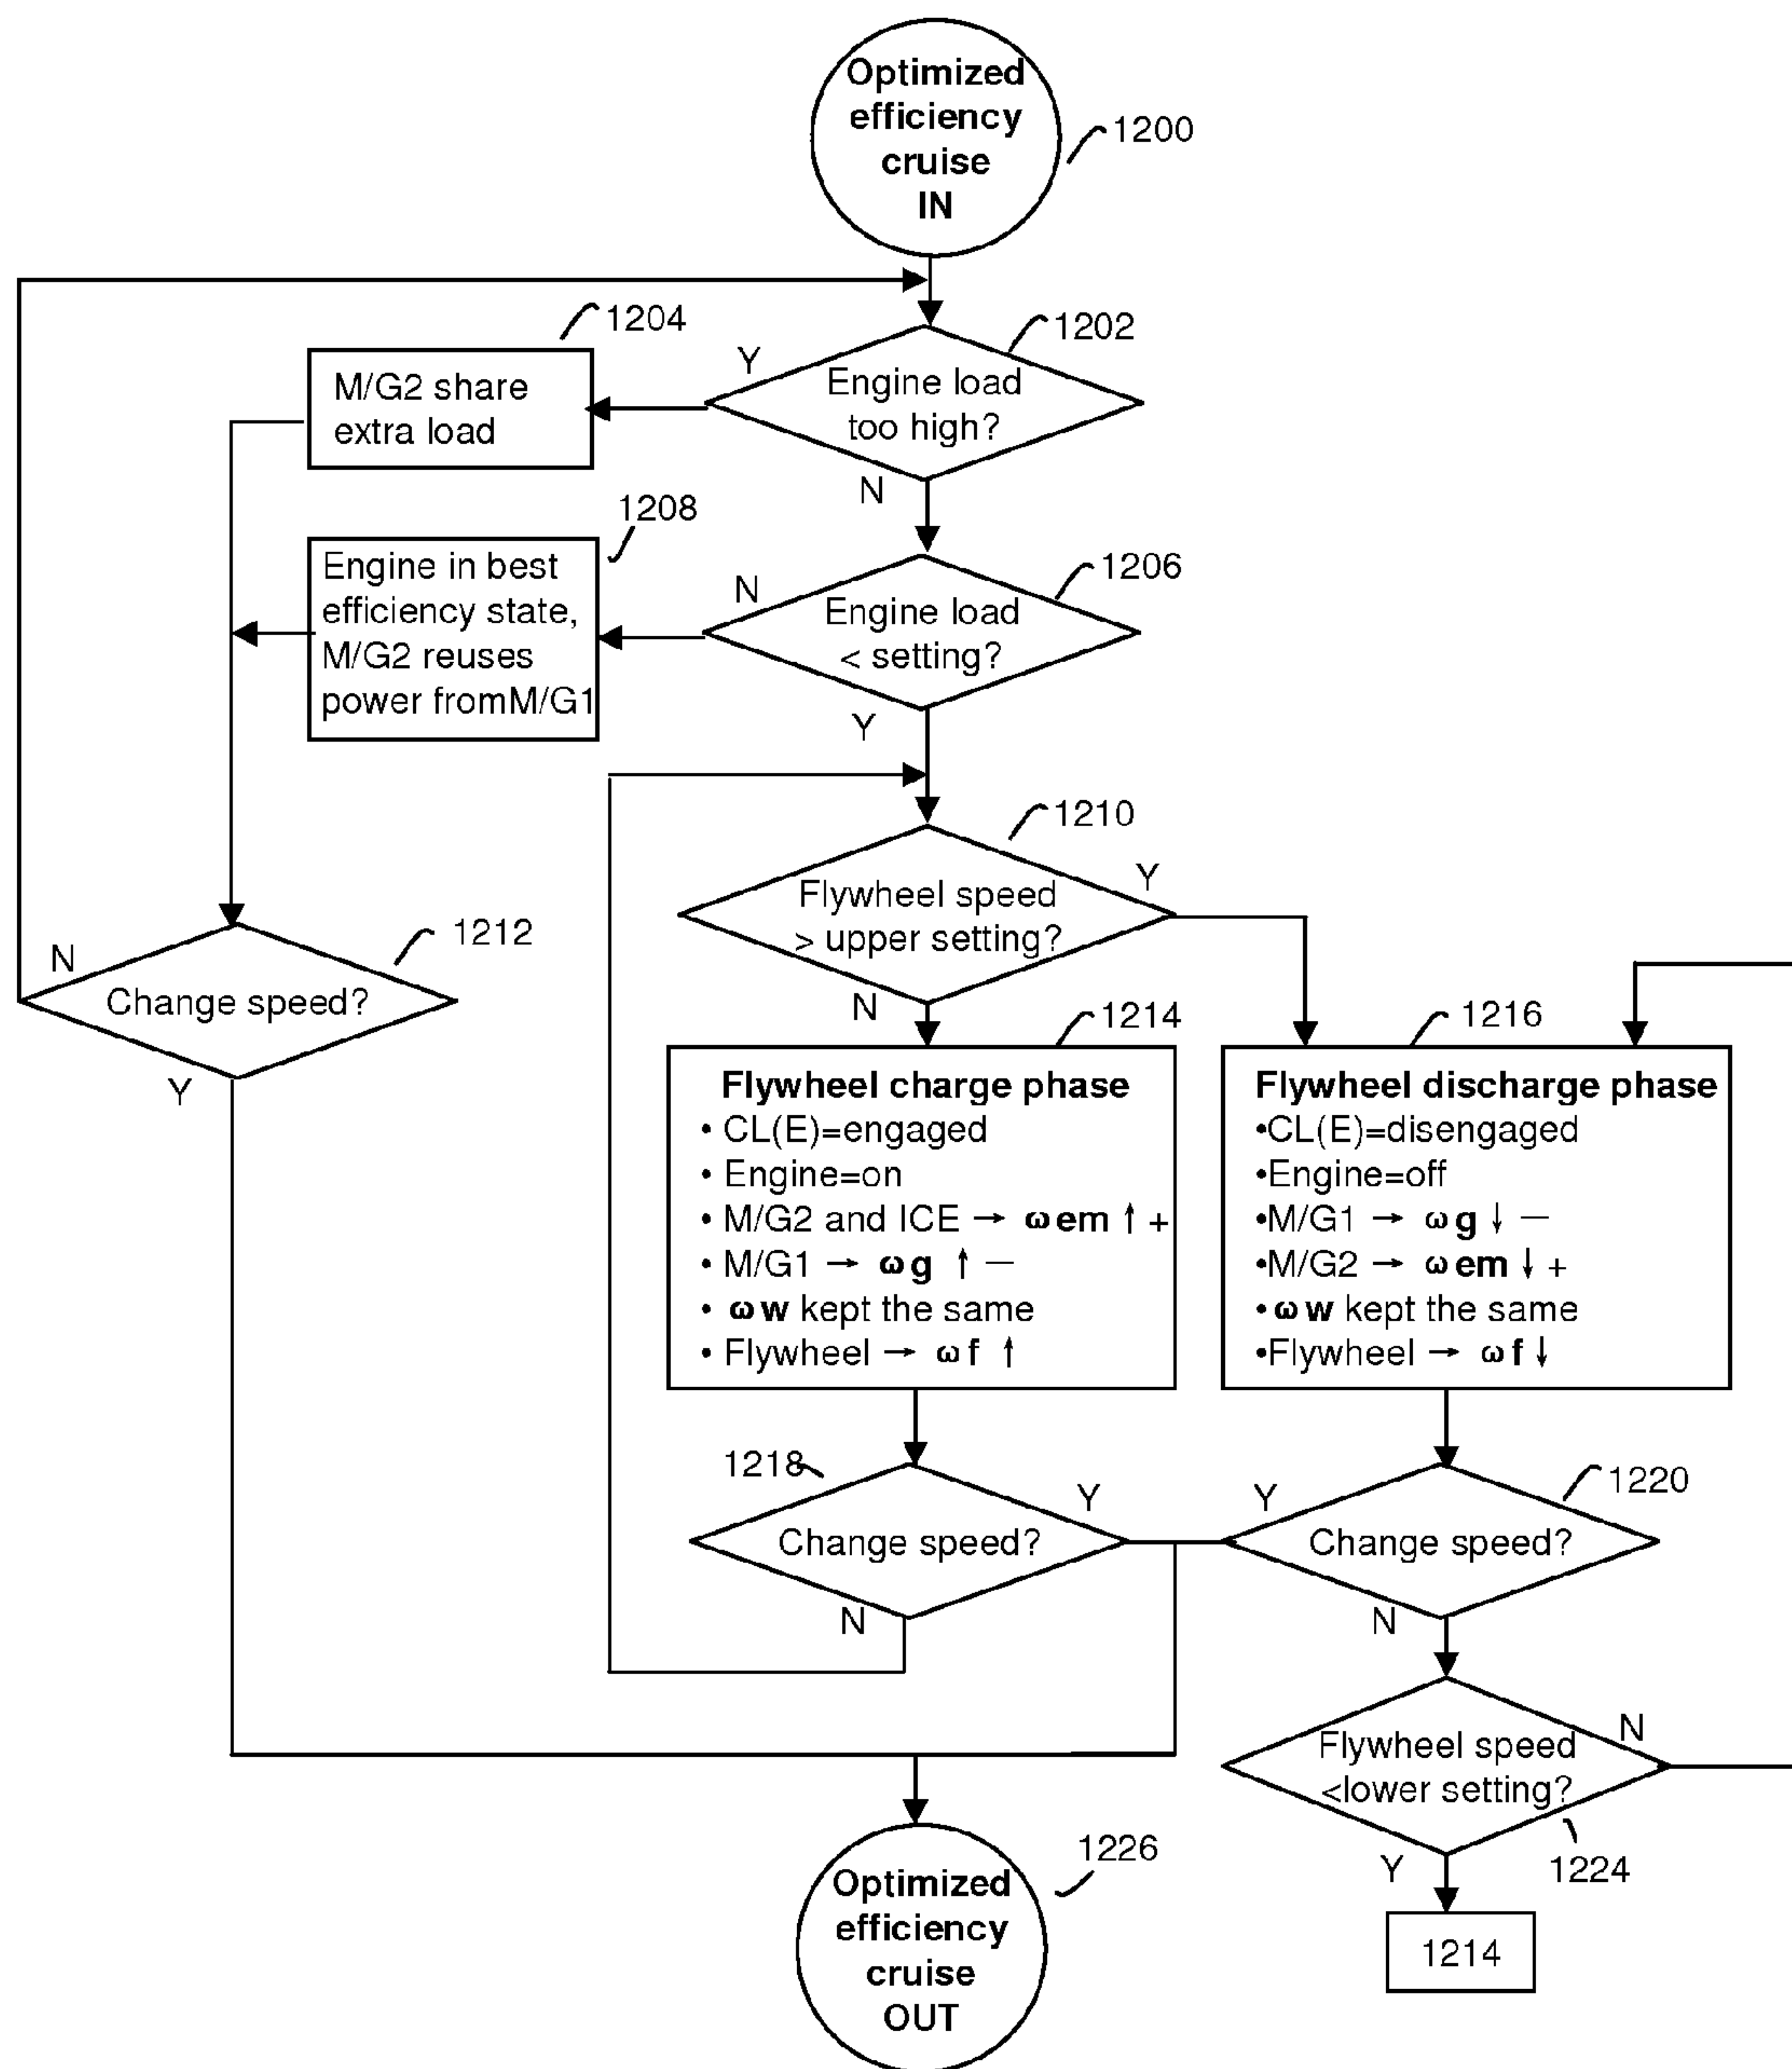 Optimized
efficiency
cruise
IN
1200
1204
1202
Y
M/G2 share
extra load
Engine load
too high?
N
1208
1206
Engine in best
efficiency state,
M/G2 reuses
power fromM/G1
N
Engine load
< setting?
Y
1210
Y
Flywheel speed
> upper setting?
N
1212
N
Change speed?
Y
1214
Flywheel charge phase
• CL(E)=engaged
• Engine=on
• M/G2 and ICE → ωem ↑ +
• M/G1 → ωg ↑ —
• ωw kept the same
• Flywheel → ωf ↑
1216
Flywheel discharge phase
•CL(E)=disengaged
•Engine=off
•M/G1 → ωg ↓ —
•M/G2 → ωem ↓ +
•ωw kept the same
•Flywheel → ωf ↓
1218
Y
Change speed?
N
Y
1220
Change speed?
N
Flywheel speed
<lower setting?
N
1224
Y
1214
1226
Optimized
efficiency
cruise
OUT